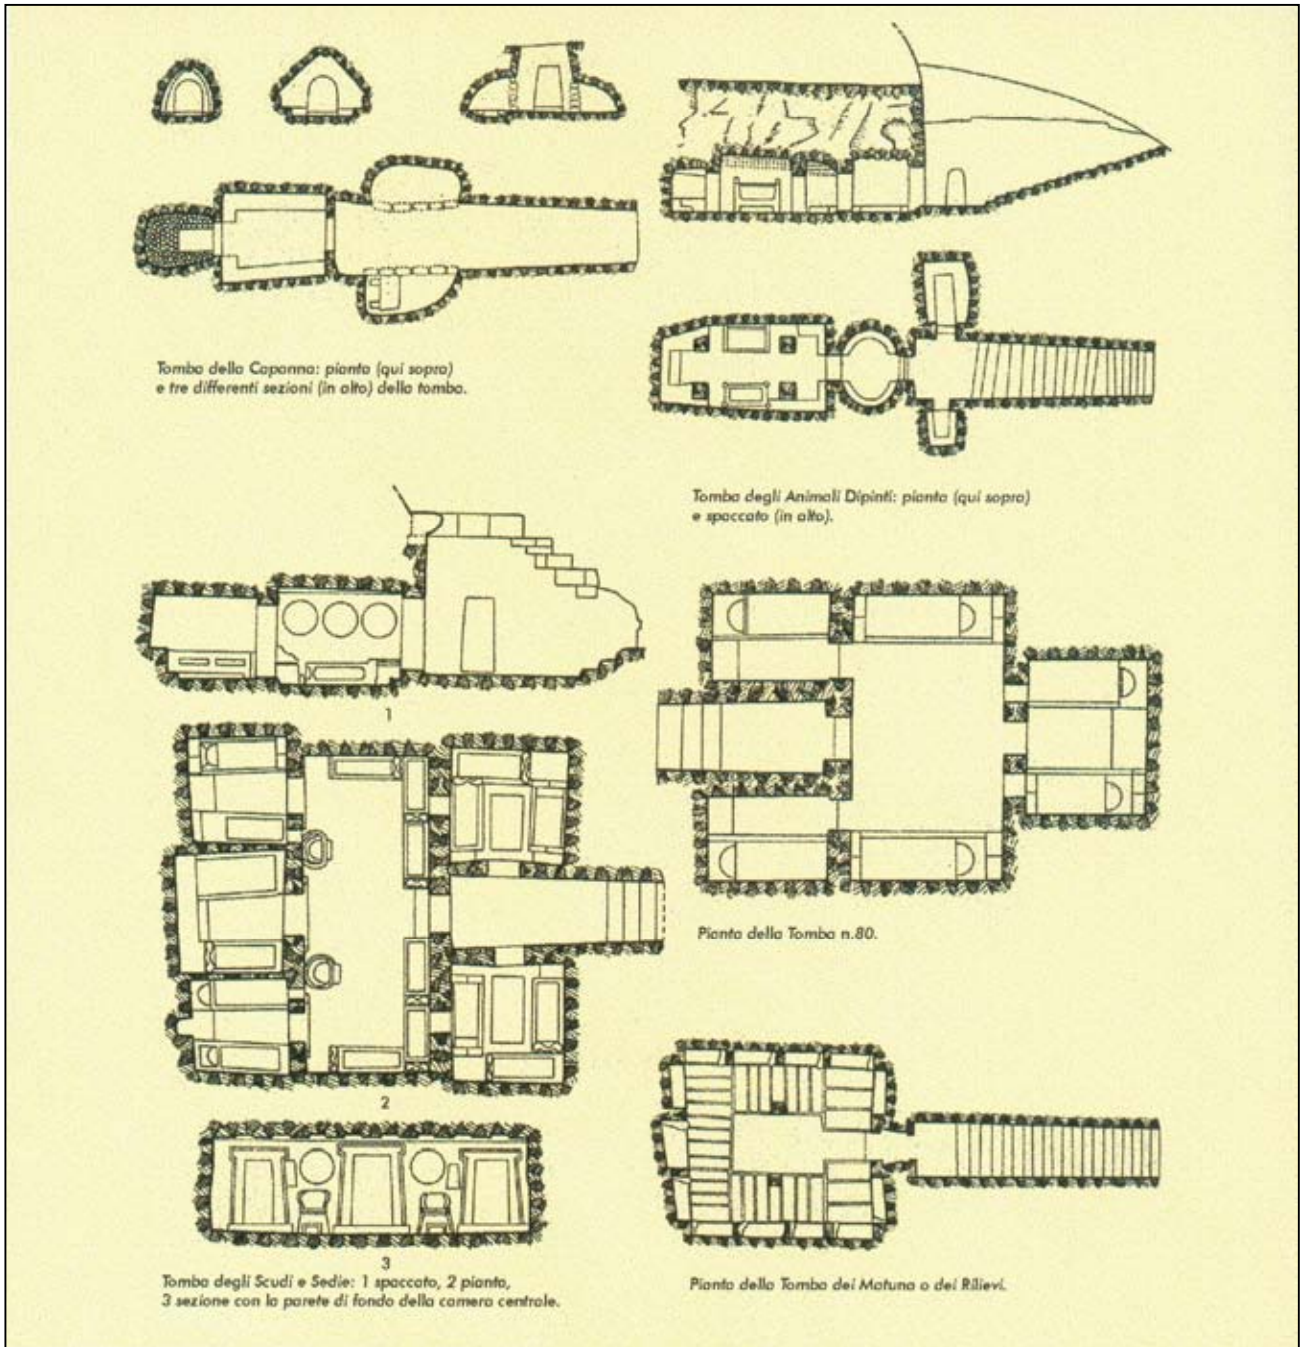 Tomba della Capanna: pianta (qui sopra)
e tre differenti sezioni (in alto) della tomba.
Tomba degli Animali Dipinti: pianta (qui sopra)
e spaccato (in alto).
1
2
Pianta della Tomba n.80.
3
Tomba degli Scudi e Sedie: 1 spaccato, 2 pianta,
3 sezione con la parete di fondo della camera centrale.
Pianta della Tomba dei Matuna o dei Rilievi.